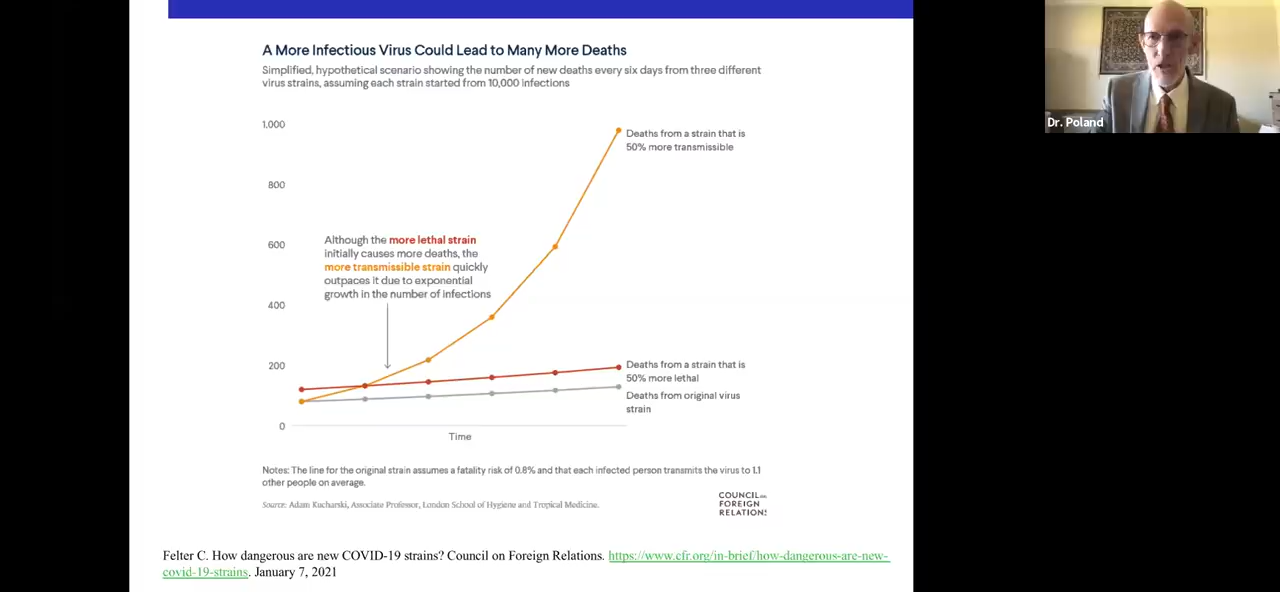 A More Infectious Virus Could Lead to Many More Deaths
Simplified, hypothetical scenario showing the number of new deaths every six days from three different
virus strains, assuming each strain started from 10,000 infections
1,000
800
600
400
200
0
Deaths from a strain that is
50% more transmissible
Although the more lethal strain
initially causes more deaths, the
more transmissible strain quickly
outpaces it due to exponential
growth in the number of infections
Deaths from a strain that is
50% more lethal
Deaths from original virus
strain
Time
Notes: The line for the original strain assumes a fatality risk of 0.8% and that each infected person transmits the virus to 1.1
other people on average.
Source: Adam Kucharski, Associate Professor, London School of Hygiene and Tropical Medicine.
COUNCIL on
FOREIGN
RELATIONS
Felter C. How dangerous are new COVID-19 strains? Council on Foreign Relations. https://www.cfr.org/in-brief/how-dangerous-are-new-
covid-19-strains. January 7, 2021
Dr. Poland